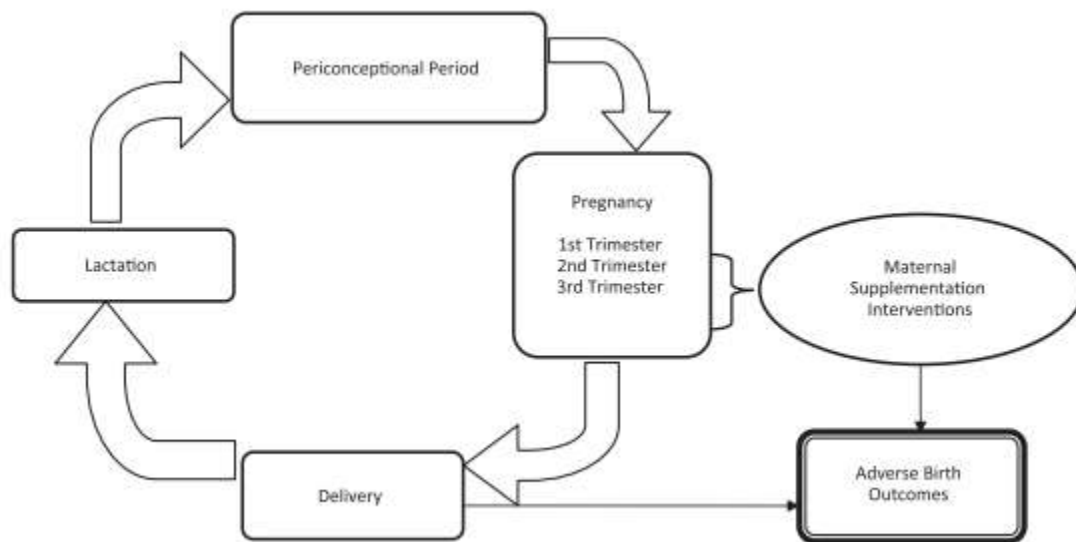 Periconceptional Period
Pregnancy
1st Trimester
2nd Trimester
3rd Trimester
Lactation
Maternal
Supplementation
Interventions
Delivery
Adverse Birth
Outcomes